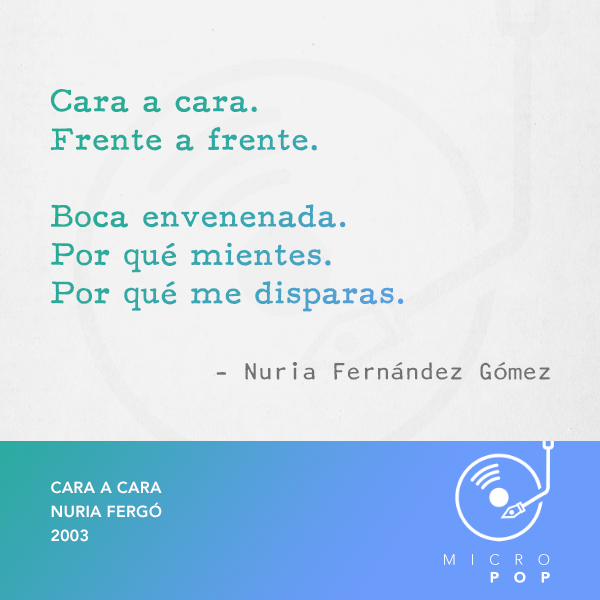 Cara a cara.
Frente a frente.
Boca envenenada.
Por qué mientes.
Por qué me disparas.
- Nuria Fernández Gómez
CARA A CARA
NURIA FERGÓ
2003
MICRO
POP